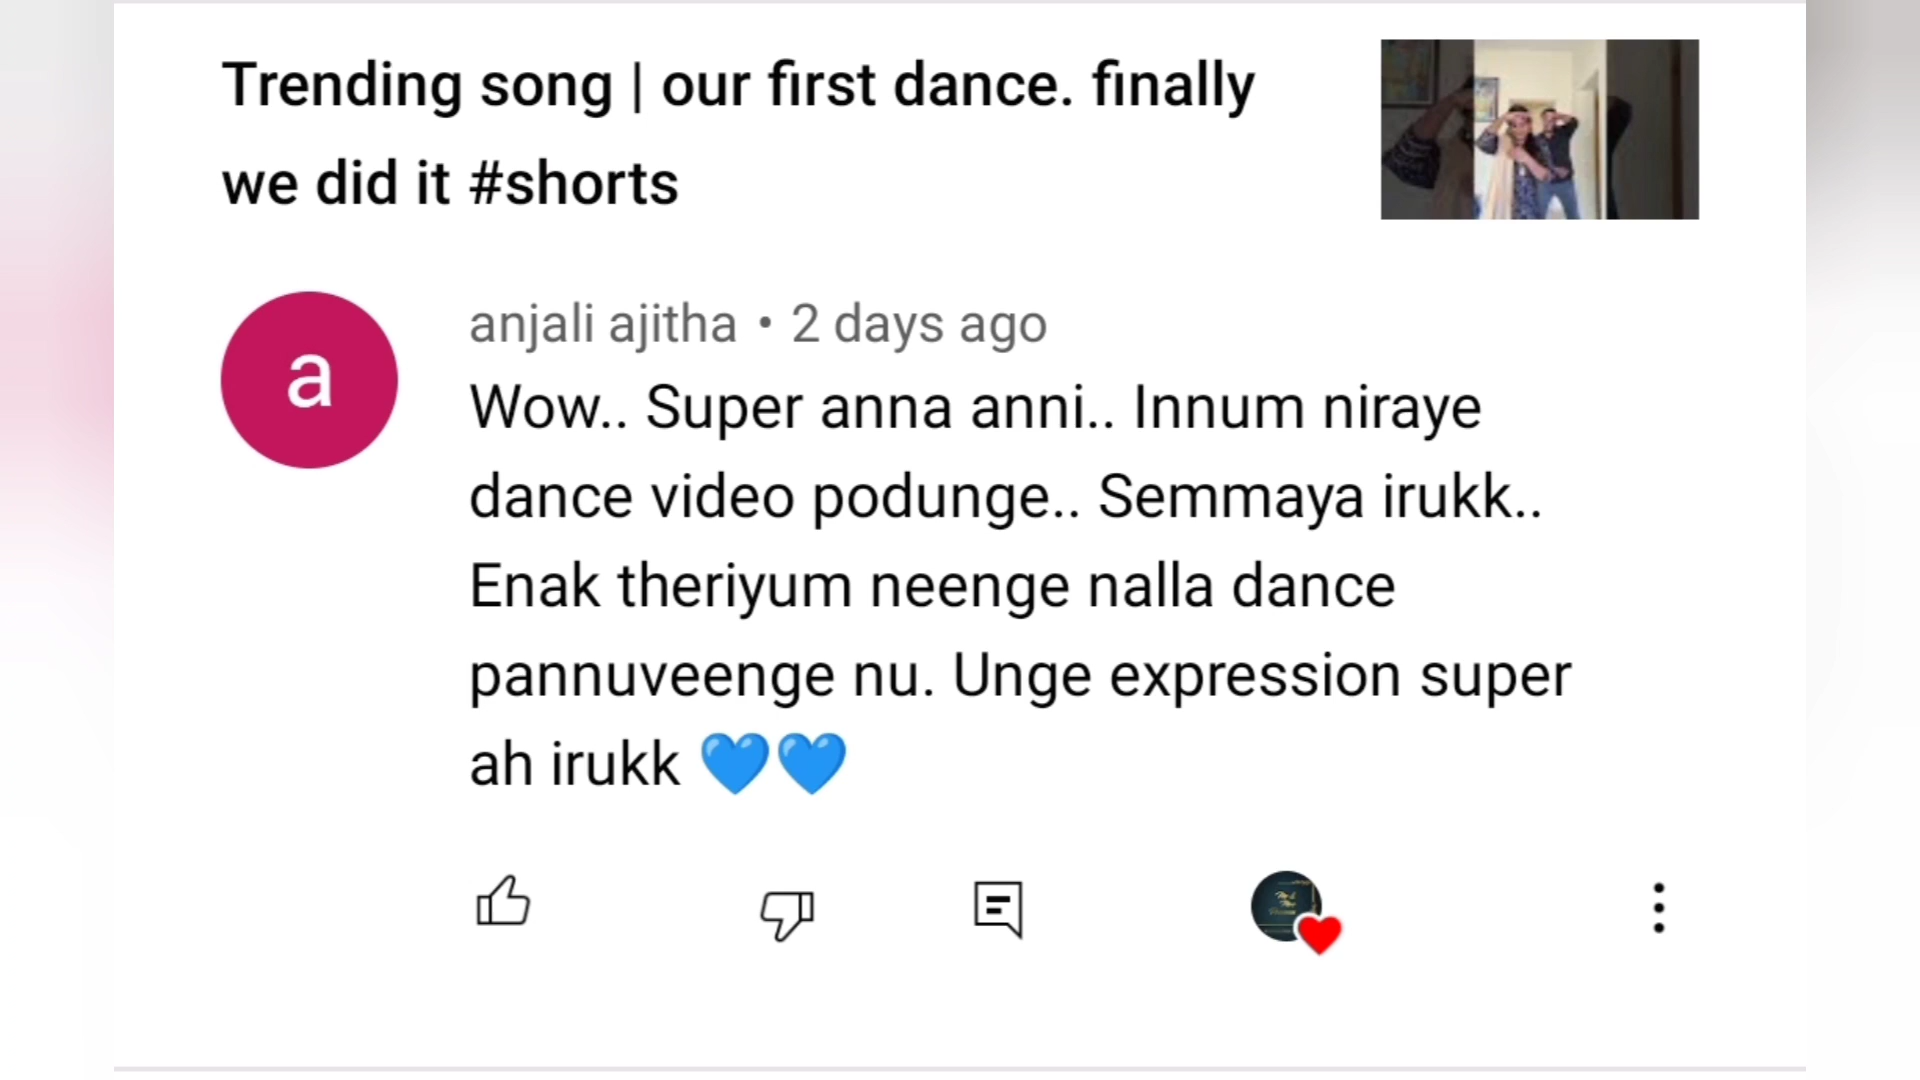 Trending song | our first dance. finally
we did it #shorts
a
anjali ajitha • 2 days ago
Wow.. Super anna anni.. Innum niraye
dance video podunge.. Semmaya irukk..
Enak theriyum neenge nalla dance
pannuveenge nu. Unge expression super
ah irukk 💙💙